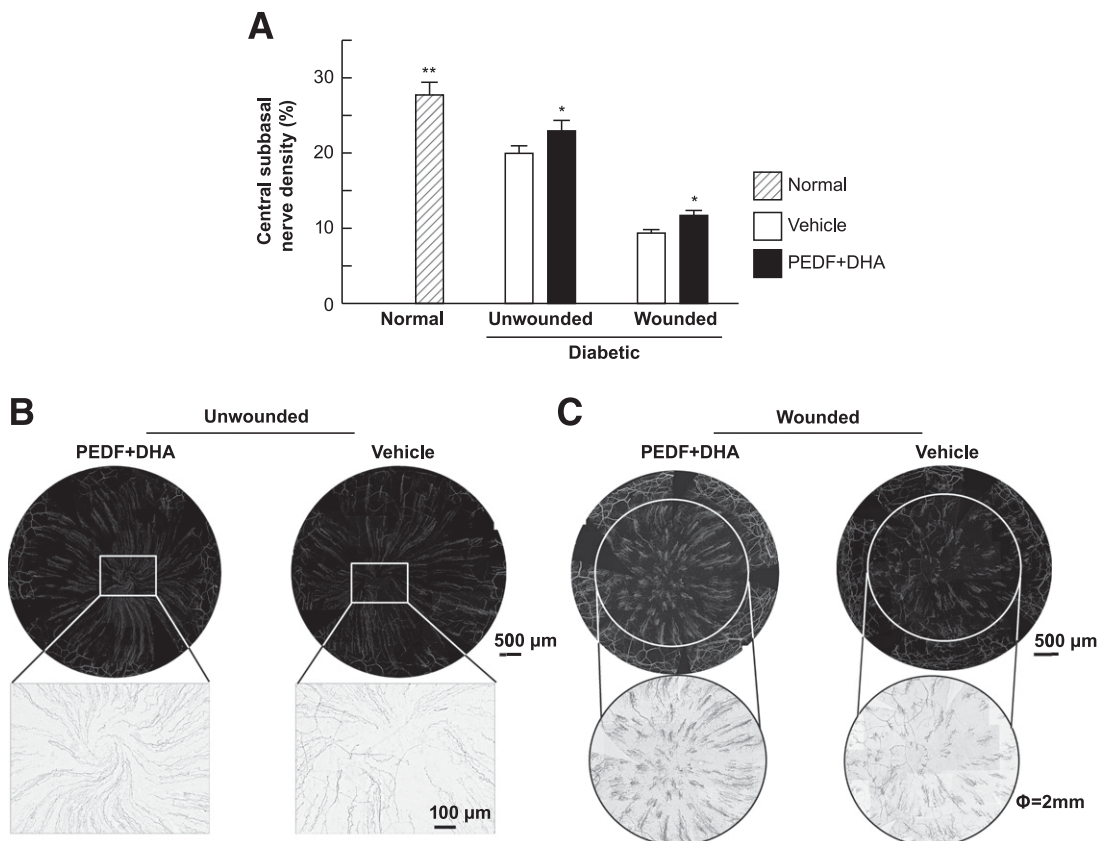 A
Central subbasal
nerve density (%)
30
20
10
0
**
*
*
Normal
Unwounded
Wounded
Diabetic
Normal
Vehicle
PEDF+DHA
B
Unwounded
PEDF+DHA
Vehicle
500 µm
100 µm
C
Wounded
PEDF+DHA
Vehicle
500 µm
Φ=2mm